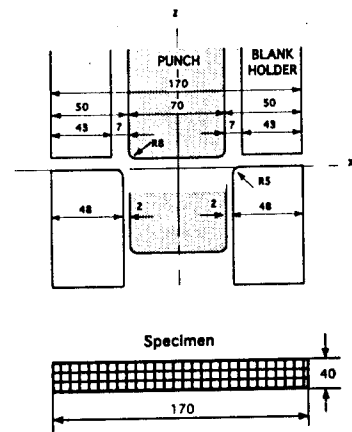 z
PUNCH
BLANK
HOLDER
170
50 70 50
43 7 7 43
R8
x
R5
48 2 2 48
Specimen
40
170